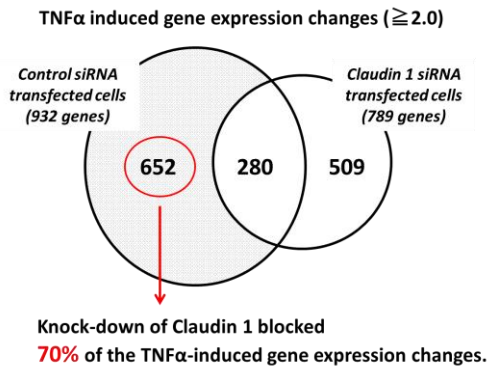 TNFα induced gene expression changes (≧2.0)
Control siRNA
transfected cells
(932 genes)
Claudin 1 siRNA
transfected cells
(789 genes)
652
280
509
Knock-down of Claudin 1 blocked
70% of the TNFα-induced gene expression changes.